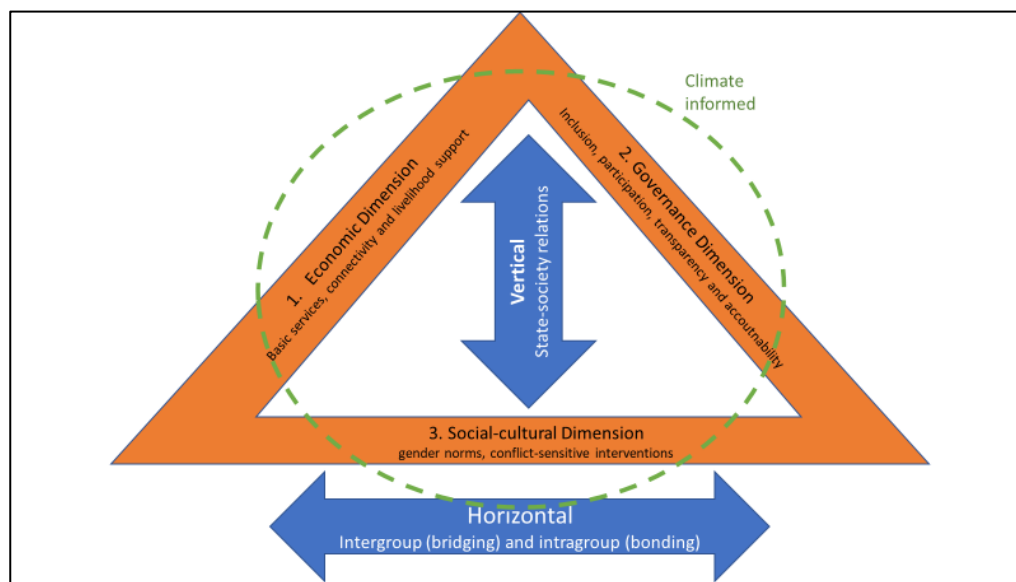 Climate
informed
1. Economic Dimension
Basic services, connectivity and livelihood support
2. Governance Dimension
Inclusion, participation, transparency and accoutnability
Vertical
State-society relations
3. Social-cultural Dimension
gender norms, conflict-sensitive interventions
Horizontal
Intergroup (bridging) and intragroup (bonding)